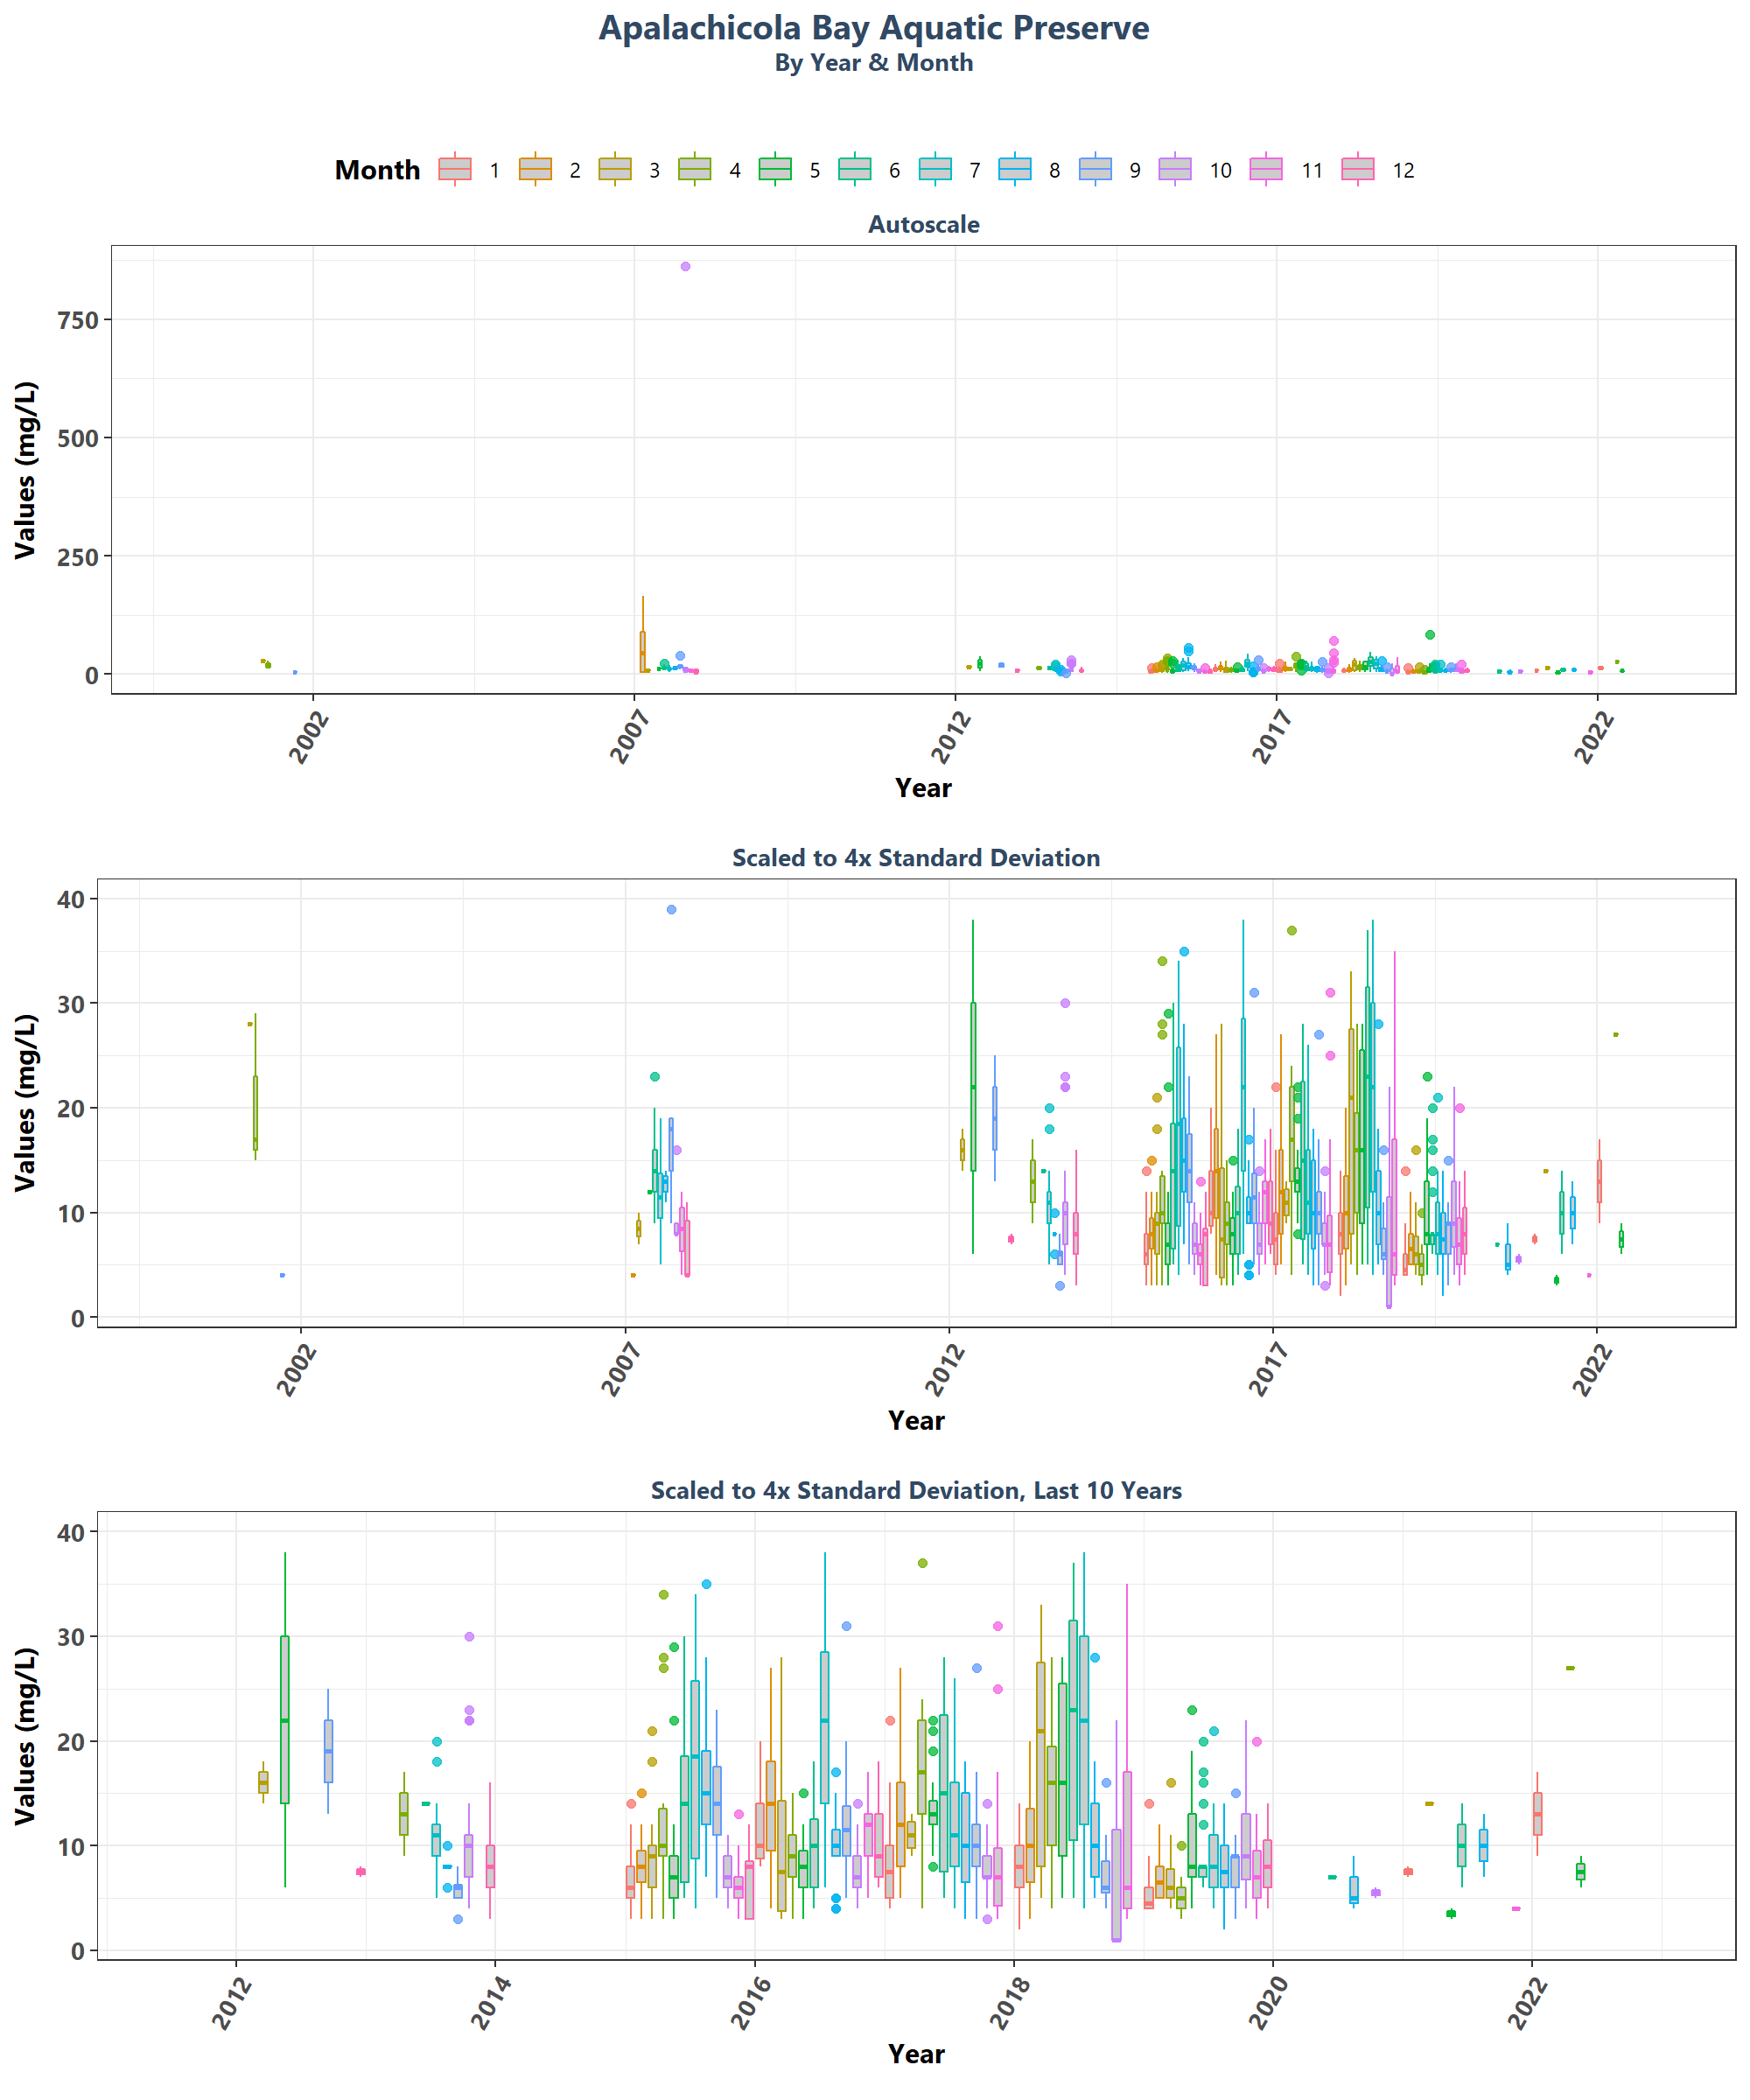 Apalachicola Bay Aquatic Preserve
By Year & Month
Month 1 2 3 4 5 6 7 8 9 10 11 12
Autoscale
Values (mg/L)
750
500
250
0
2002 2007 2012 2017 2022
Year
Scaled to 4x Standard Deviation
Values (mg/L)
40
30
20
10
0
2002 2007 2012 2017 2022
Year
Scaled to 4x Standard Deviation, Last 10 Years
Values (mg/L)
40
30
20
10
0
2012 2014 2016 2018 2020 2022
Year